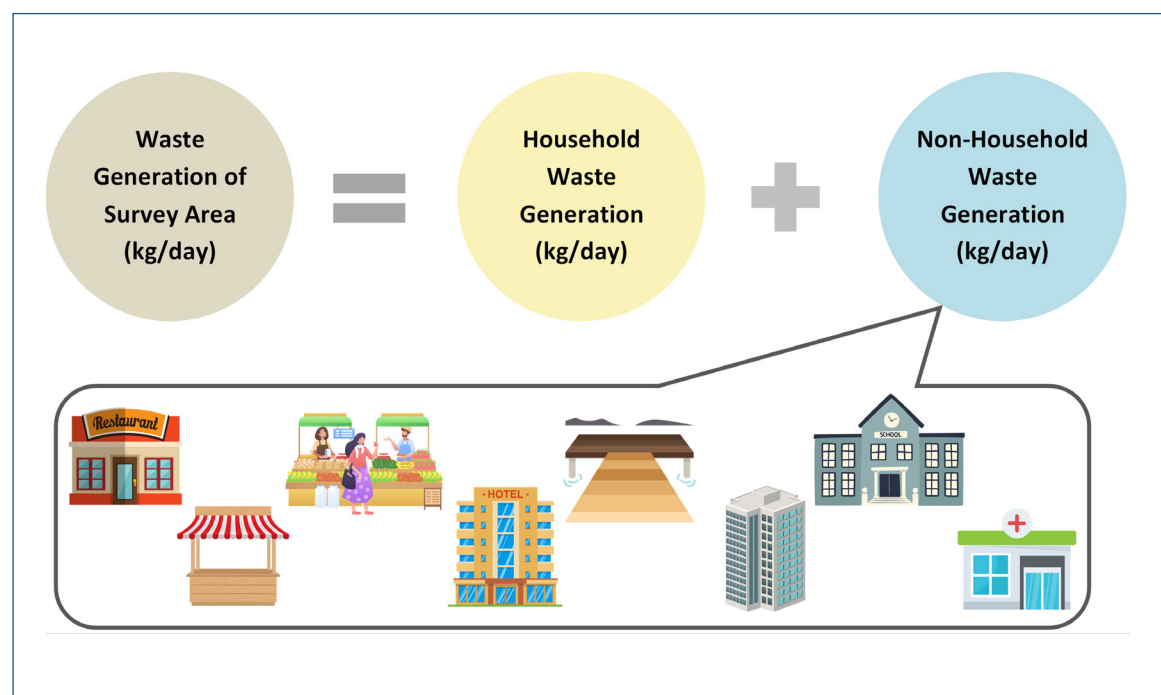 Waste
Generation of
Survey Area
(kg/day)
Household
Waste
Generation
(kg/day)
Non-Household
Waste
Generation
(kg/day)
Restaurant
HOTEL
SCHOOL